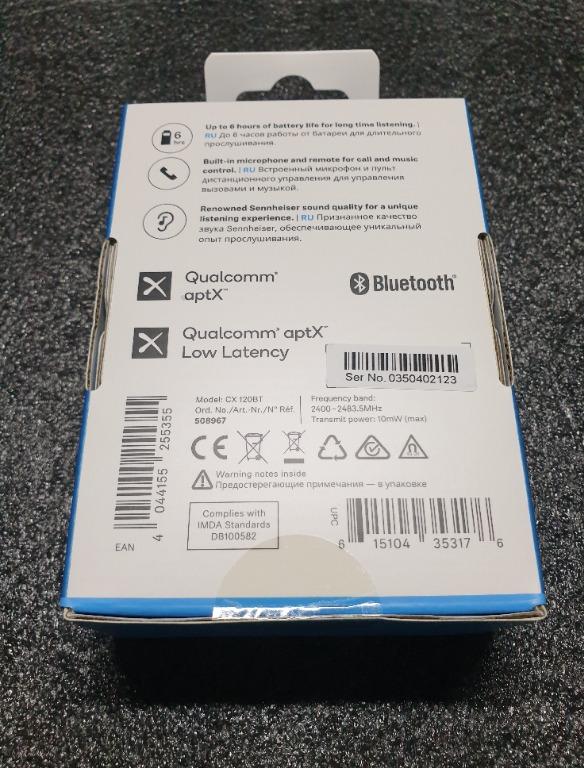 6
hrs
Up to 6 hours of battery life for long time listening. |
RU До 6 часов работы от батареи для длительного
прослушивания.
Built-in microphone and remote for call and music
control. | RU Встроенный микрофон и пульт
дистанционного управления для управления
вызовами и музыкой.
Renowned Sennheiser sound quality for a unique
listening experience. | RU Признанное качество
звука Sennheiser, обеспечивающее уникальный
опыт прослушивания.
Qualcomm®
aptX™
Bluetooth®
Qualcomm® aptX™
Low Latency
Ser No. 0350402123
Model: CX 120BT
Ord. No./Art.-Nr./N° Réf.
508967
Frequency band:
2400–2483.5MHz
Transmit power: 10mW (max)
CE
Warning notes inside
Предостерегающие примечания — в упаковке
Complies with
IMDA Standards
DB100582
EAN
4 044155 255355
UPC
6 15104 35317 6